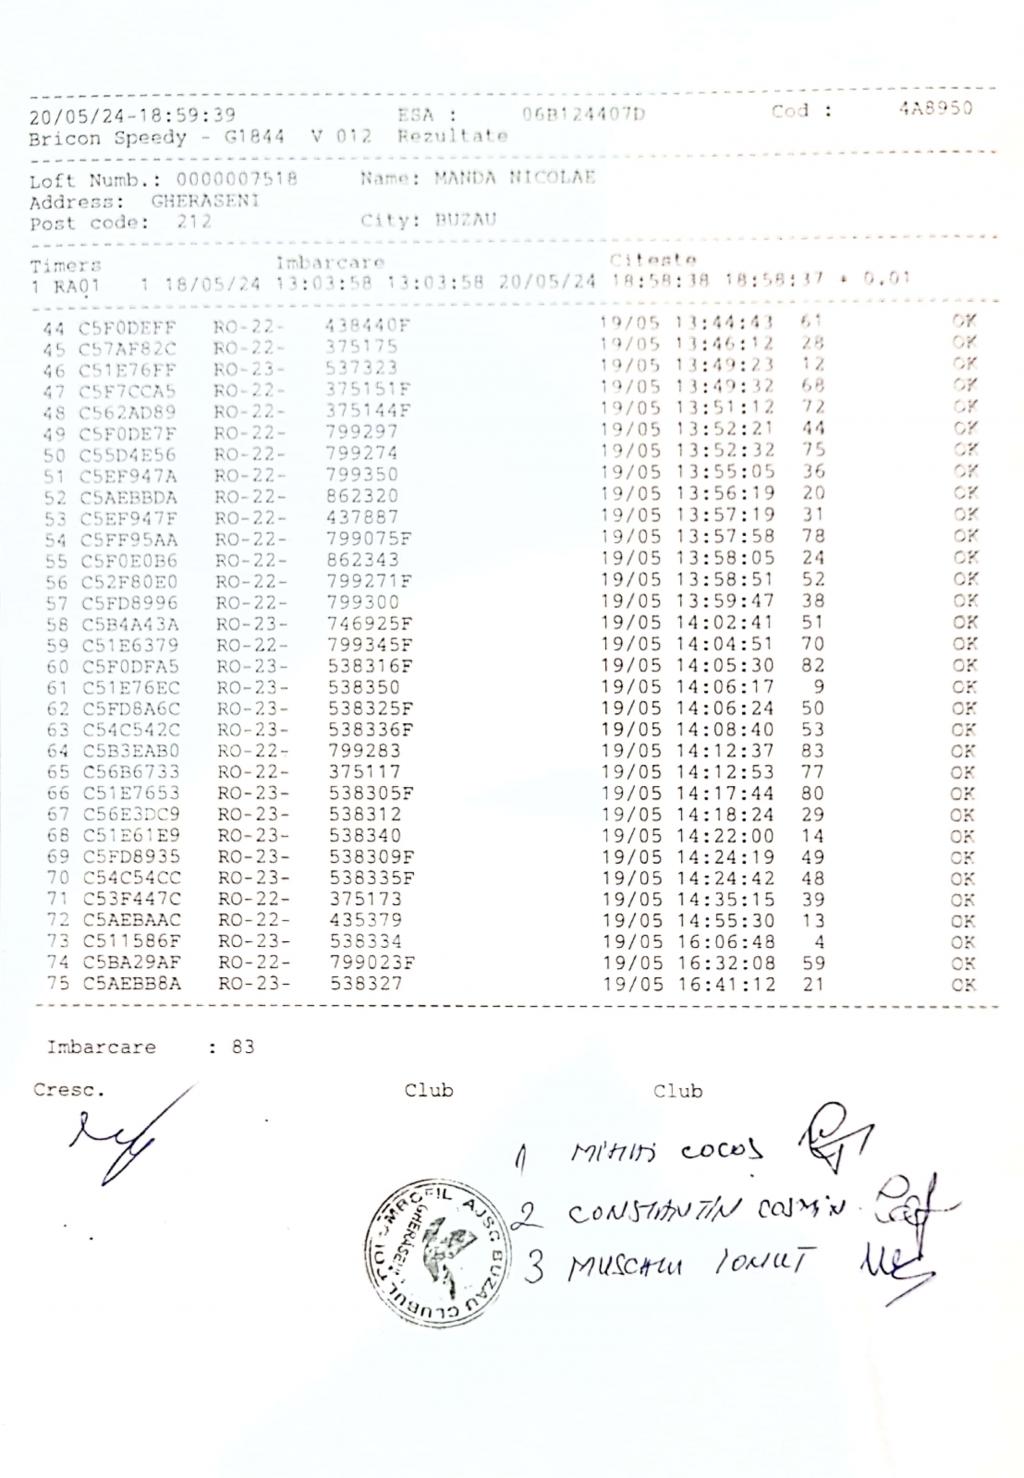 20/05/24-18:59:39 ESA : 06B124407D Cod : 4A8950
Bricon Speedy - G1844 V 012 Rezultate
Loft Numb.: 0000007518 Name: MANDA NICOLAE
Address: GHERASENI
Post code: 212 City: BUZAU
Timers Imbarcare Citeste
1 RA01 1 18/05/24 13:03:58 13:03:58 20/05/24 18:58:38 18:58:37 + 0,01
44 C5F0DEFF RO-22- 438440F 19/05 13:44:43 61 OK
45 C57AF82C RO-22- 375175 19/05 13:46:12 28 OK
46 C51E76FF RO-23- 537323 19/05 13:49:23 12 OK
47 C5F7CCA5 RO-22- 375151F 19/05 13:49:32 68 OK
48 C562AD89 RO-22- 375144F 19/05 13:51:12 72 OK
49 C5F0DE7F RO-22- 799297 19/05 13:52:21 44 OK
50 C55D4E56 RO-22- 799274 19/05 13:52:32 75 OK
51 C5EF947A RO-22- 799350 19/05 13:55:05 36 OK
52 C5AEBBDA RO-22- 862320 19/05 13:56:19 20 OK
53 C5EF947F RO-22- 437887 19/05 13:57:19 31 OK
54 C5FF95AA RO-22- 799075F 19/05 13:57:58 78 OK
55 C5F0E0B6 RO-22- 862343 19/05 13:58:05 24 OK
56 C52F80E0 RO-22- 799271F 19/05 13:58:51 52 OK
57 C5FD8996 RO-22- 799300 19/05 13:59:47 38 OK
58 C5B4A43A RO-23- 746925F 19/05 14:02:41 51 OK
59 C51E6379 RO-22- 799345F 19/05 14:04:51 70 OK
60 C5F0DFA5 RO-23- 538316F 19/05 14:05:30 82 OK
61 C51E76EC RO-23- 538350 19/05 14:06:17 9 OK
62 C5FD8A6C RO-23- 538325F 19/05 14:06:24 50 OK
63 C54C542C RO-23- 538336F 19/05 14:08:40 53 OK
64 C5B3EAB0 RO-22- 799283 19/05 14:12:37 83 OK
65 C56B6733 RO-22- 375117 19/05 14:12:53 77 OK
66 C51E7653 RO-23- 538305F 19/05 14:17:44 80 OK
67 C56E3DC9 RO-23- 538312 19/05 14:18:24 29 OK
68 C51E61E9 RO-23- 538340 19/05 14:22:00 14 OK
69 C5FD8935 RO-23- 538309F 19/05 14:24:19 49 OK
70 C54C54CC RO-23- 538335F 19/05 14:24:42 48 OK
71 C53F447C RO-22- 375173 19/05 14:35:15 39 OK
72 C5AEBAAC RO-22- 435379 19/05 14:55:30 13 OK
73 C511586F RO-23- 538334 19/05 16:06:48 4 OK
74 C5BA29AF RO-22- 799023F 19/05 16:32:08 59 OK
75 C5AEBB8A RO-23- 538327 19/05 16:41:12 21 OK
Imbarcare : 83
Cresc. Club Club
1 COCOS
2 CONSTANTIN COSMIN
3 IONUT
AJSG BUZAU CLUBUL
GHERASENI